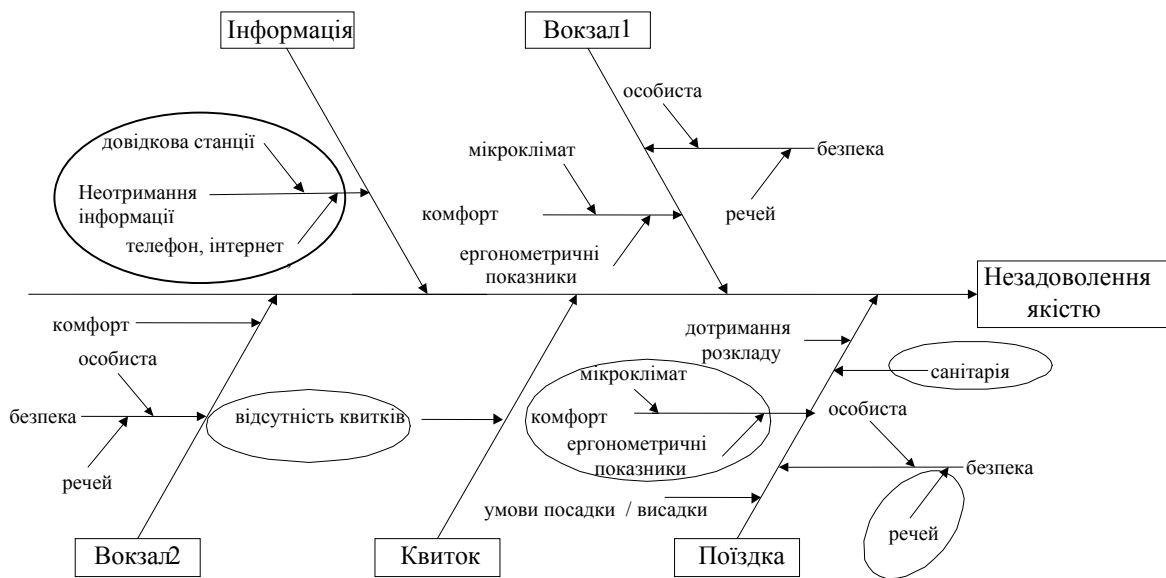 Інформація
Вокзал1
особиста
довідкова станції
мікроклімат
безпека
Неотримання
інформації
комфорт
речей
телефон, інтернет
ергонометричні
показники
Незадоволення
якістю
комфорт
дотримання
розкладу
особиста
мікроклімат
санітарія
безпека
відсутність квитків
комфорт
особиста
ергонометричні
показники
безпека
речей
умови посадки / висадки
речей
Вокзал2
Квиток
Поїздка